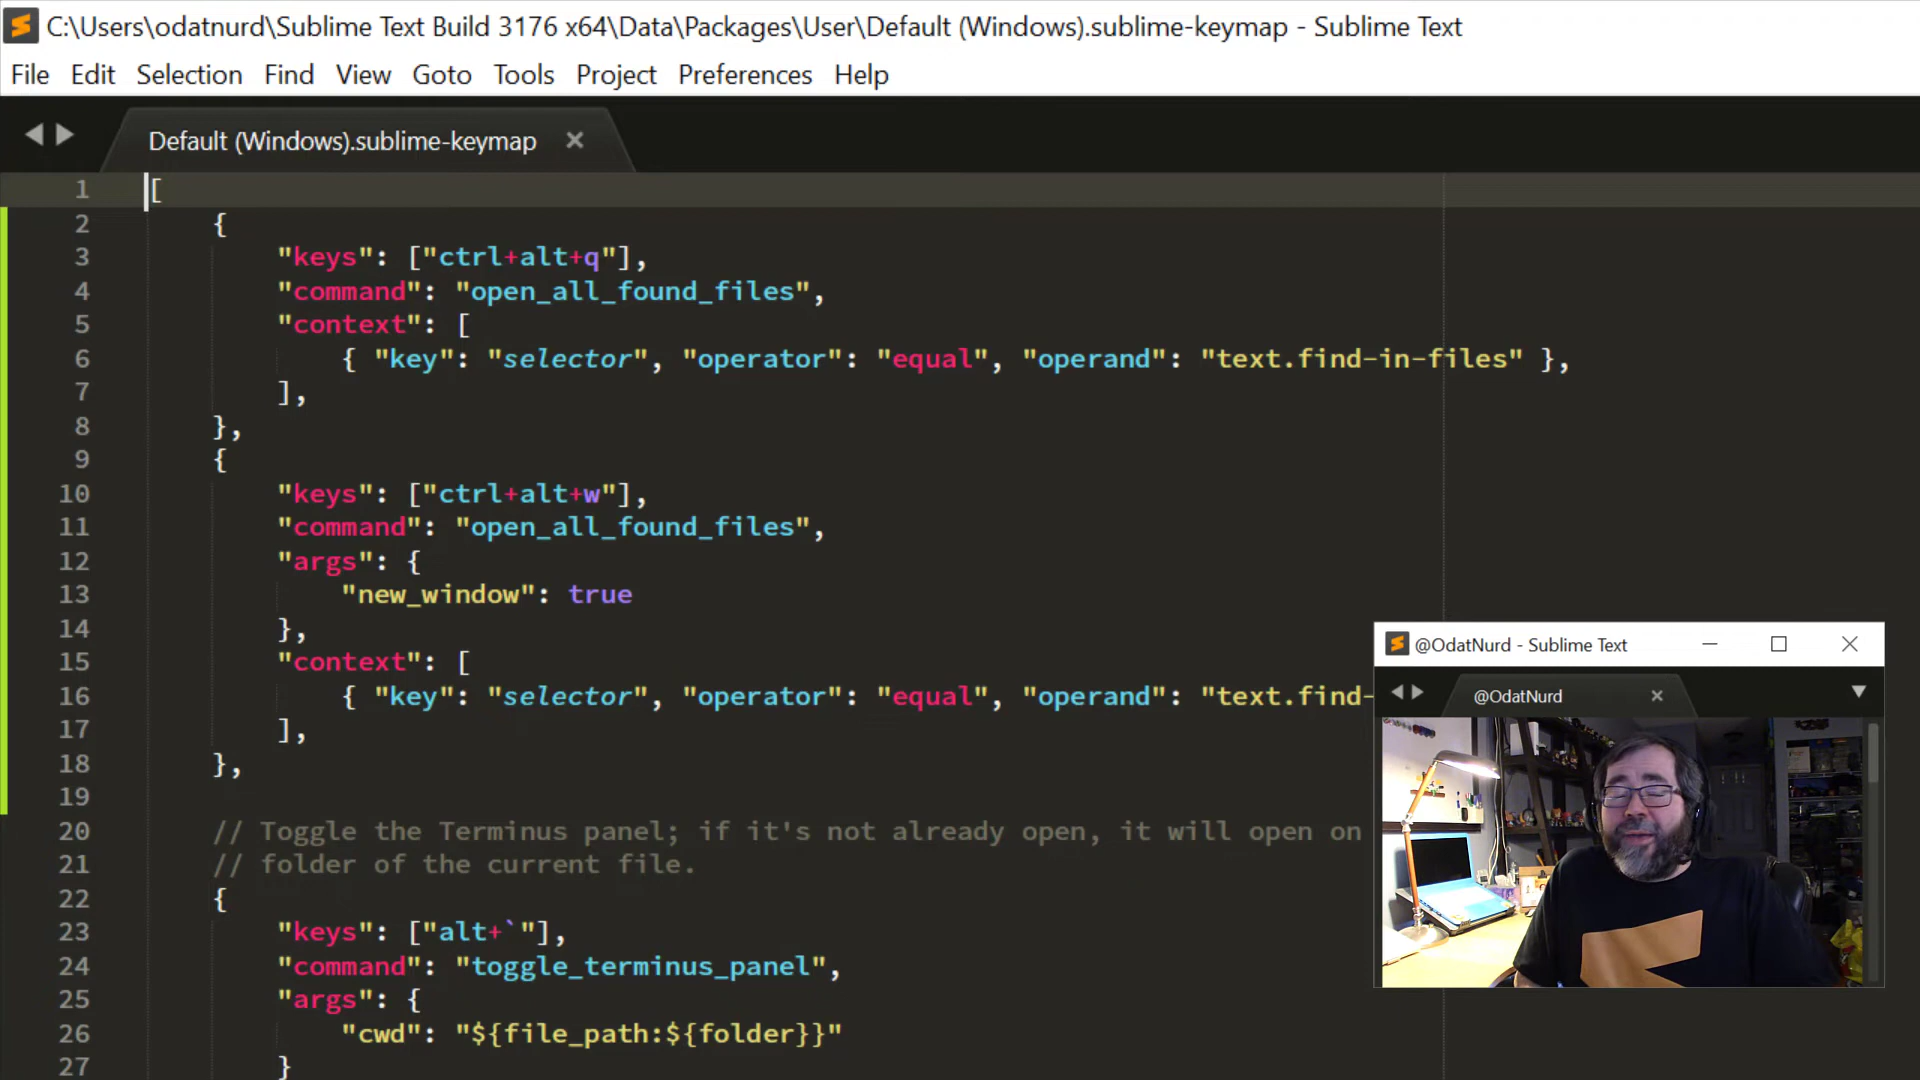 C:\Users\odatnurd\Sublime Text Build 3176 x64\Data\Packages\User\Default (Windows).sublime-keymap - Sublime Text
File Edit Selection Find View Goto Tools Project Preferences Help
Default (Windows).sublime-keymap ×
1 [
2 {
3 "keys": ["ctrl+alt+q"],
4 "command": "open_all_found_files",
5 "context": [
6 { "key": "selector", "operator": "equal", "operand": "text.find-in-files" },
7 ],
8 },
9 {
10 "keys": ["ctrl+alt+w"],
11 "command": "open_all_found_files",
12 "args": {
13 "new_window": true
14 },
15 "context": [
16 { "key": "selector", "operator": "equal", "operand": "text.find-
17 ],
18 },
19
20 // Toggle the Terminus panel; if it's not already open, it will open on
21 // folder of the current file.
22 {
23 "keys": ["alt+`"],
24 "command": "toggle_terminus_panel",
25 "args": {
26 "cwd": "${file_path:${folder}}"
27 }
@OdatNurd - Sublime Text
@OdatNurd ×